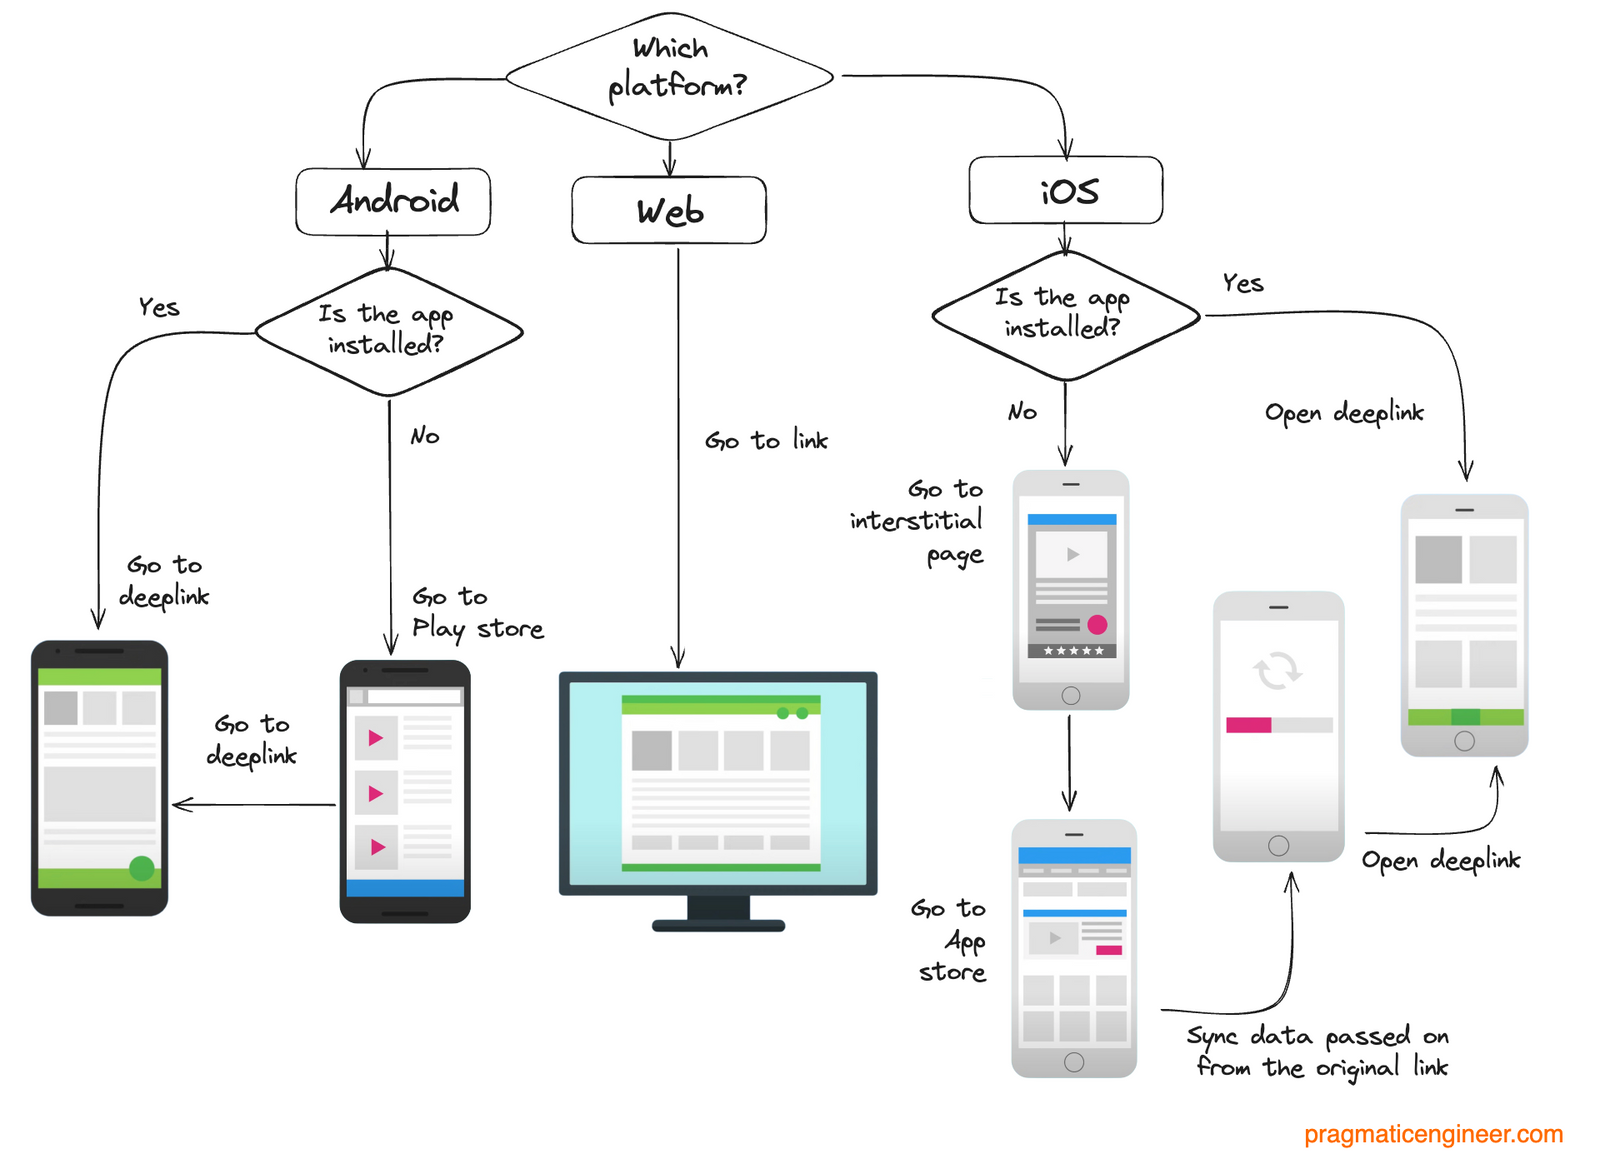 Which
platform?
Android
Web
iOS
Is the app
installed?
Yes
No
Is the app
installed?
Yes
No
Go to link
Open deeplink
Go to
interstitial
page
Go to
deeplink
Go to
Play store
Go to
deeplink
Open deeplink
Go to
App
store
Sync data passed on
from the original link
pragmaticengineer.com